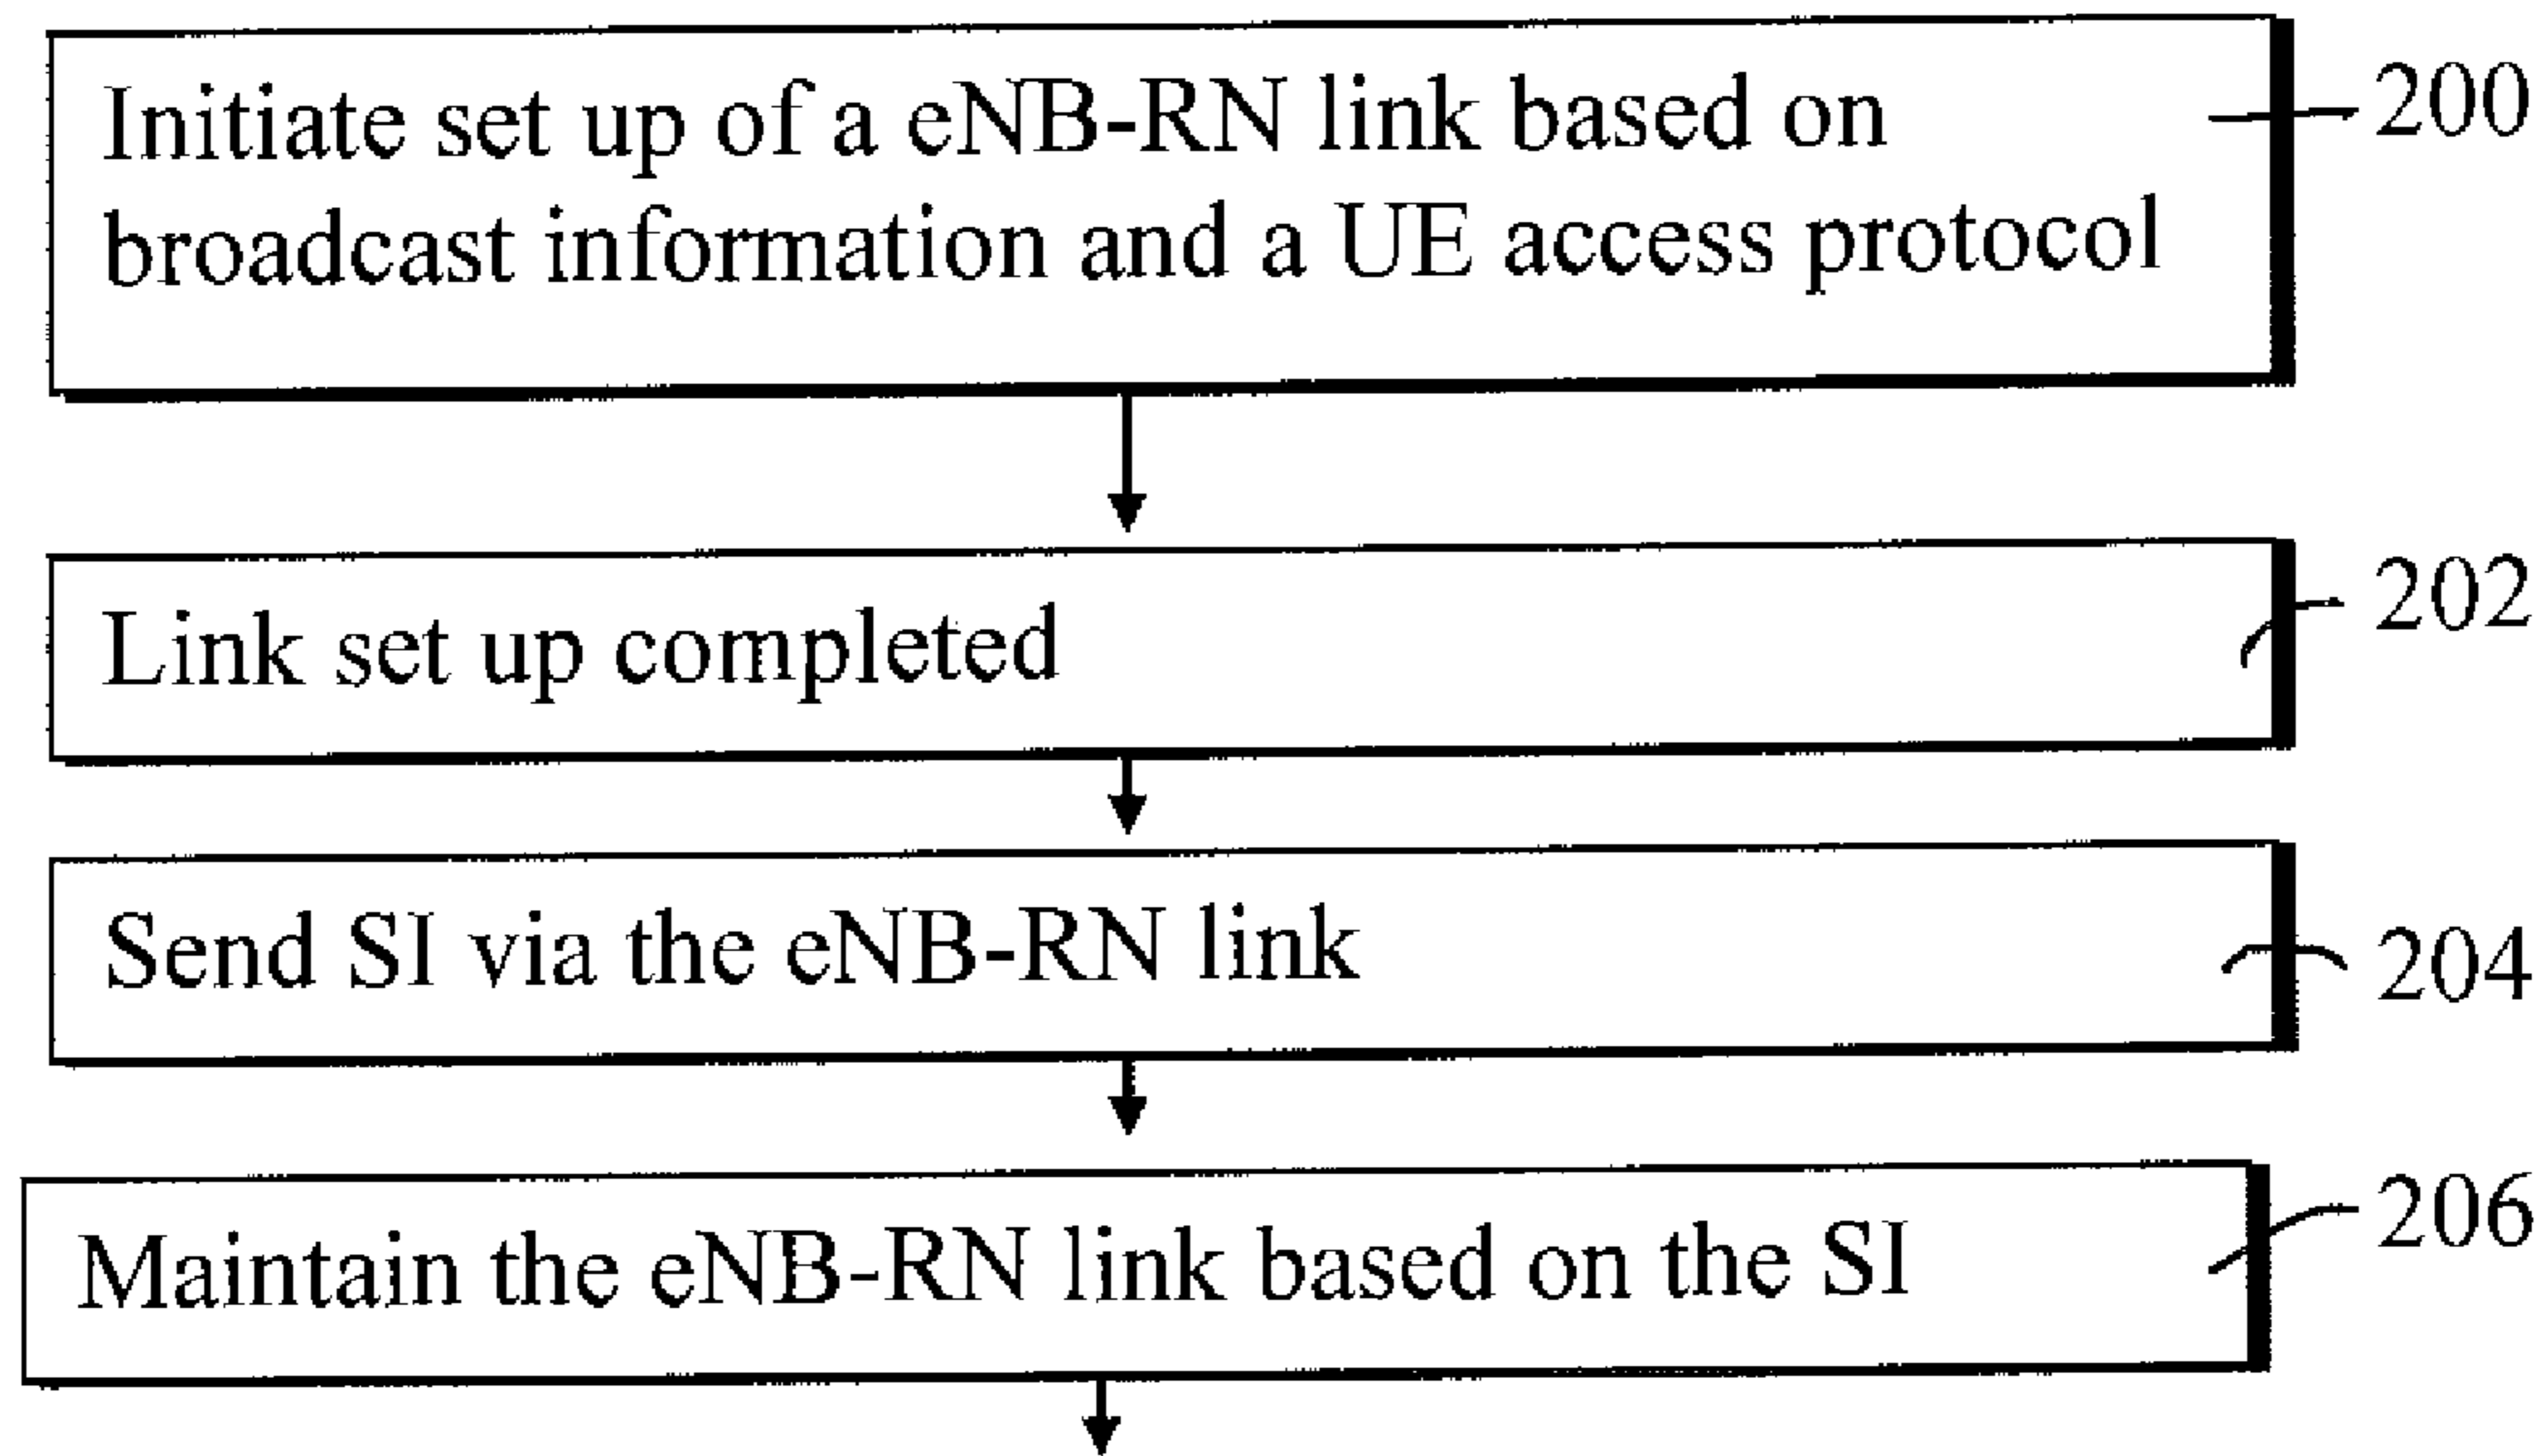 Initiate set up of a eNB-RN link based on
broadcast information and a UE access protocol
200
Link set up completed
202
Send SI via the eNB-RN link
204
Maintain the eNB-RN link based on the SI
206